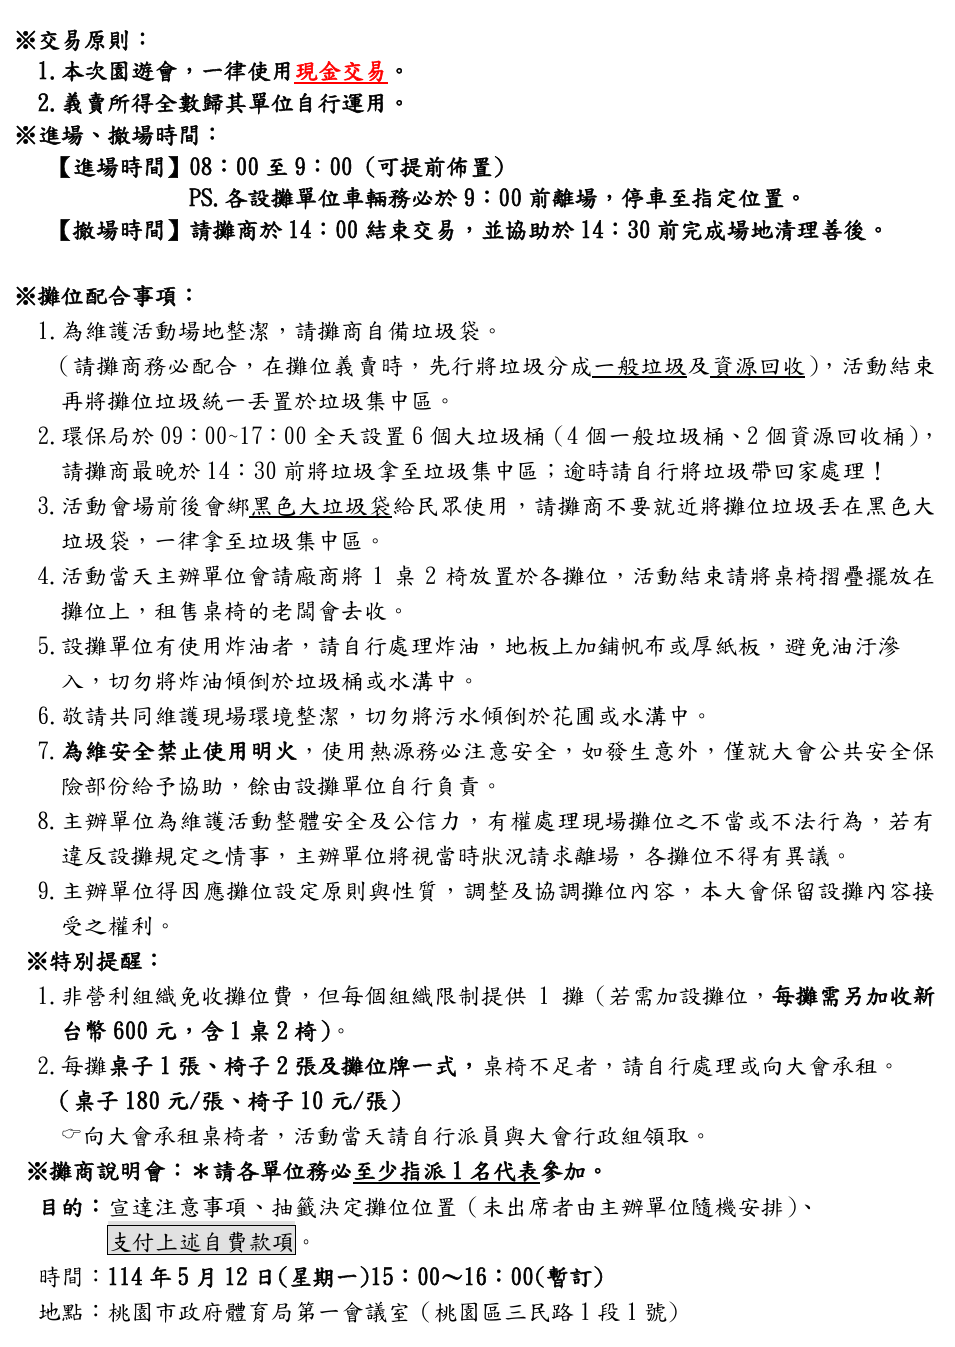 ※交易原則：
1.本次園遊會，一律使用現金交易。
2.義賣所得全數歸其單位自行運用。
※進場、撤場時間：
【進場時間】08：00 至 9：00 (可提前佈置)
PS.各設攤單位車輛務必於 9：00 前離場，停車至指定位置。
【撤場時間】請攤商於 14：00 結束交易，並協助於 14：30 前完成場地清理善後。
※攤位配合事項：
1.為維護活動場地整潔，請攤商自備垃圾袋。
（請攤商務必配合，在攤位義賣時，先行將垃圾分成一般垃圾及資源回收），活動結束
再將攤位垃圾統一丟置於垃圾集中區。
2.環保局於 09：00~17：00 全天設置 6 個大垃圾桶（4 個一般垃圾桶、2 個資源回收桶），
請攤商最晚於 14：30 前將垃圾拿至垃圾集中區；逾時請自行將垃圾帶回家處理！
3.活動會場前後會綁黑色大垃圾袋給民眾使用，請攤商不要就近將攤位垃圾丟在黑色大
垃圾袋，一律拿至垃圾集中區。
4.活動當天主辦單位會請廠商將 1 桌 2 椅放置於各攤位，活動結束請將桌椅摺疊擺放在
攤位上，租售桌椅的老闆會去收。
5.設攤單位有使用炸油者，請自行處理炸油，地板上加鋪帆布或厚紙板，避免油汙滲
入，切勿將炸油傾倒於垃圾桶或水溝中。
6.敬請共同維護現場環境整潔，切勿將污水傾倒於花圃或水溝中。
7.為維安全禁止使用明火，使用熱源務必注意安全，如發生意外，僅就大會公共安全保
險部份給予協助，餘由設攤單位自行負責。
8.主辦單位為維護活動整體安全及公信力，有權處理現場攤位之不當或不法行為，若有
違反設攤規定之情事，主辦單位將視當時狀況請求離場，各攤位不得有異議。
9.主辦單位得因應攤位設定原則與性質，調整及協調攤位內容，本大會保留設攤內容接
受之權利。
※特別提醒：
1.非營利組織免收攤位費，但每個組織限制提供 1 攤（若需加設攤位，每攤需另加收新
台幣 600 元，含 1 桌 2 椅)。
2.每攤桌子 1 張、椅子 2 張及攤位牌一式，桌椅不足者，請自行處理或向大會承租。
（桌子 180 元/張、椅子 10 元/張）
☞向大會承租桌椅者，活動當天請自行派員與大會行政組領取。
※攤商說明會：＊請各單位務必至少指派 1 名代表參加。
目的：宣達注意事項、抽籤決定攤位位置（未出席者由主辦單位隨機安排）、
支付上述自費款項。
時間：114 年 5 月 12 日(星期一)15：00～16：00(暫訂)
地點：桃園市政府體育局第一會議室（桃園區三民路 1 段 1 號）